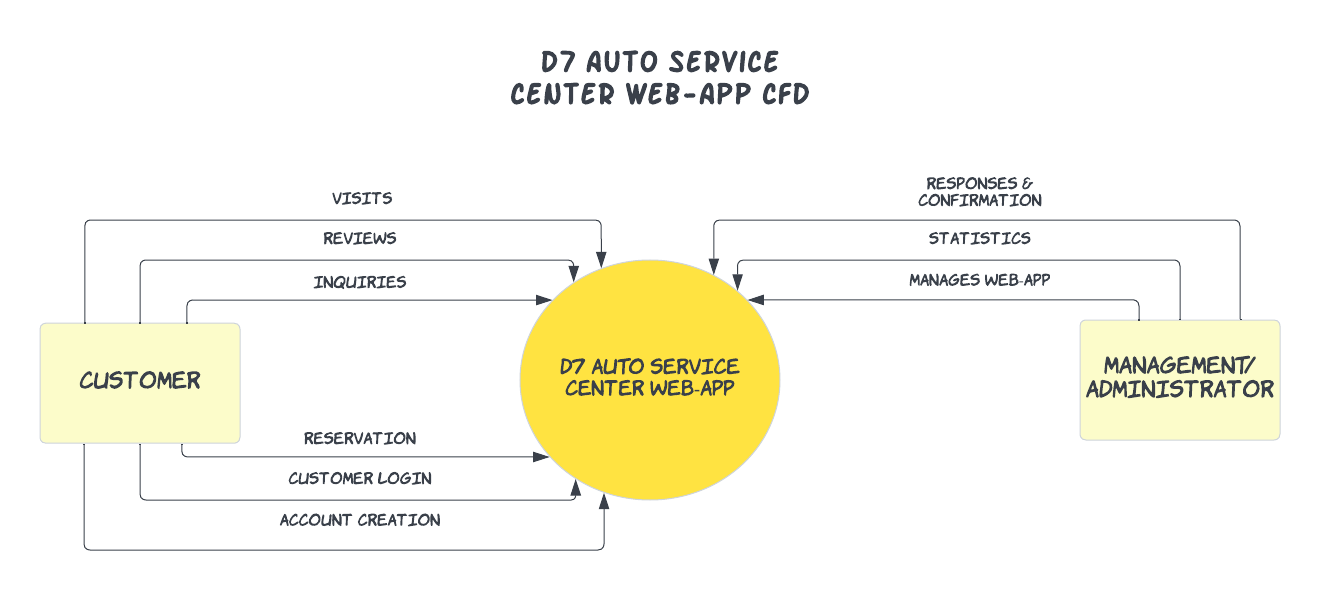 D7 AUTO SERVICE
CENTER WEB-APP CFD
VISITS
REVIEWS
INQUIRIES
RESPONSES &
CONFIRMATION
STATISTICS
MANAGES WEB-APP
CUSTOMER
D7 AUTO SERVICE
CENTER WEB-APP
MANAGEMENT/
ADMINISTRATOR
RESERVATION
CUSTOMER LOGIN
ACCOUNT CREATION